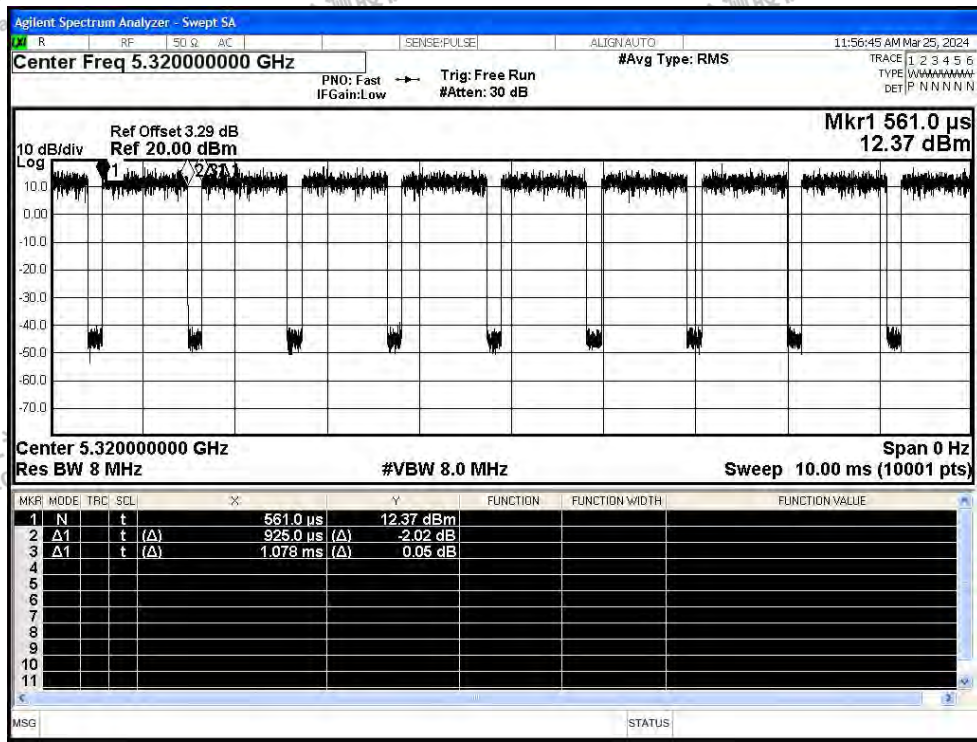 Agilent Spectrum Analyzer - Swept SA
LXI R RF 50 Ω AC SENSE:PULSE ALIGN AUTO 11:56:45 AM Mar 25, 2024
Center Freq 5.320000000 GHz
PNO: Fast
IFGain:Low
Trig: Free Run
#Atten: 30 dB
#Avg Type: RMS
TRACE 1 2 3 4 5 6
TYPE WWWWWW
DET P N N N N N
Mkr1 561.0 µs
12.37 dBm
Ref Offset 3.29 dB
10 dB/div Ref 20.00 dBm
Log
10.0
0.00
-10.0
-20.0
-30.0
-40.0
-50.0
-60.0
-70.0
Center 5.320000000 GHz Span 0 Hz
Res BW 8 MHz #VBW 8.0 MHz Sweep 10.00 ms (10001 pts)
MKR MODE TRC SCL X Y FUNCTION FUNCTION WIDTH FUNCTION VALUE
1 N t 561.0 µs 12.37 dBm
2 Δ1 t (Δ) 925.0 µs (Δ) -2.02 dB
3 Δ1 t (Δ) 1.078 ms (Δ) 0.05 dB
4
5
6
7
8
9
10
11
MSG STATUS